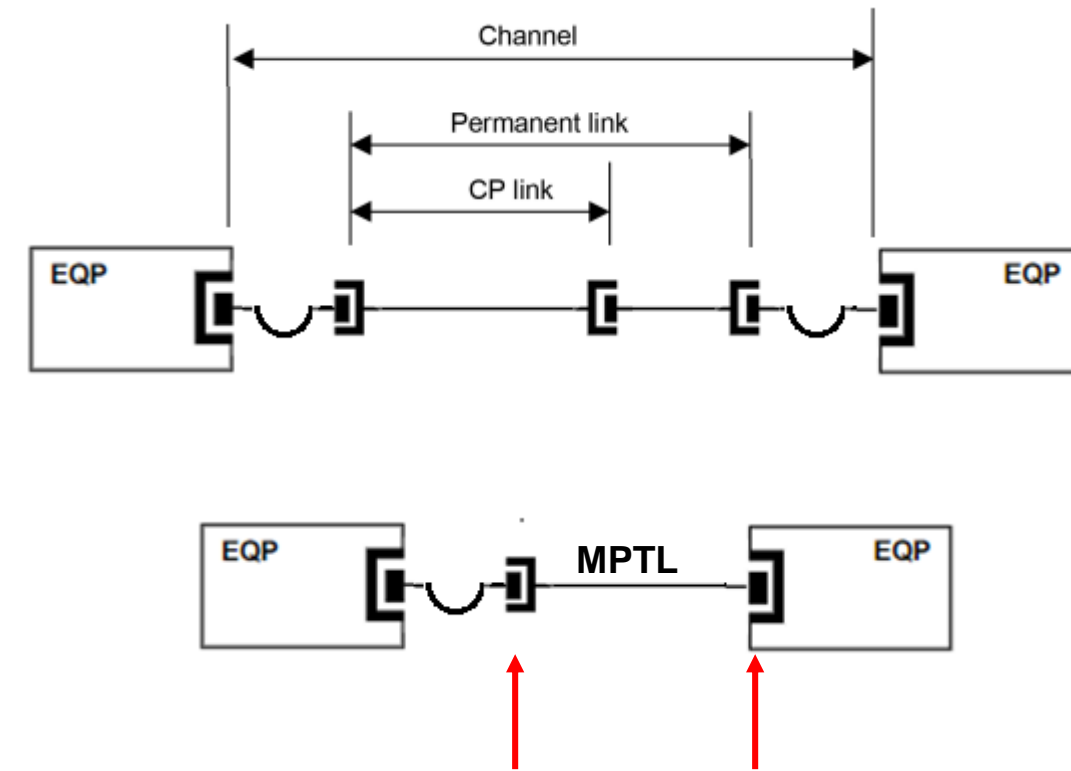 Channel
Permanent link
CP link
EQP
EQP
EQP
MPTL
EQP